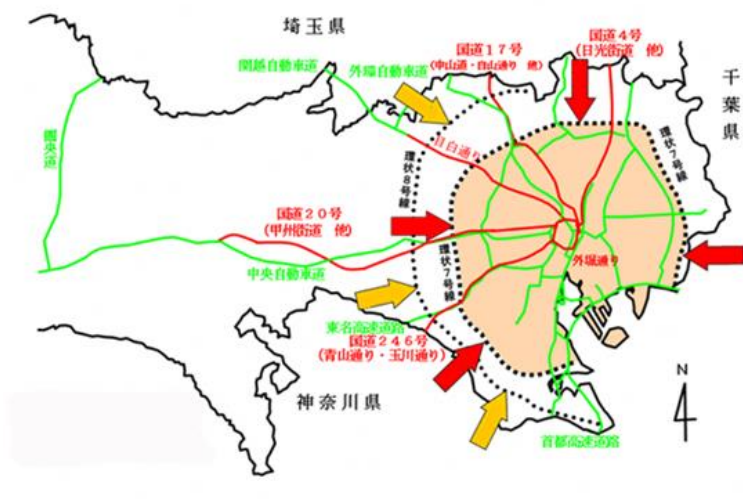 埼玉県
国道17号
(中山道・白山通り 他)
国道4号
(日光街道 他)
千葉県
関越自動車道
外環自動車道
圏央道
目白通り
環状8号線
環状7号線
国道20号
(甲州街道 他)
中央自動車道
環状7号線
外堀通り
東名高速道路
国道246号
(青山通り・玉川通り)
神奈川県
首都高速道路
N